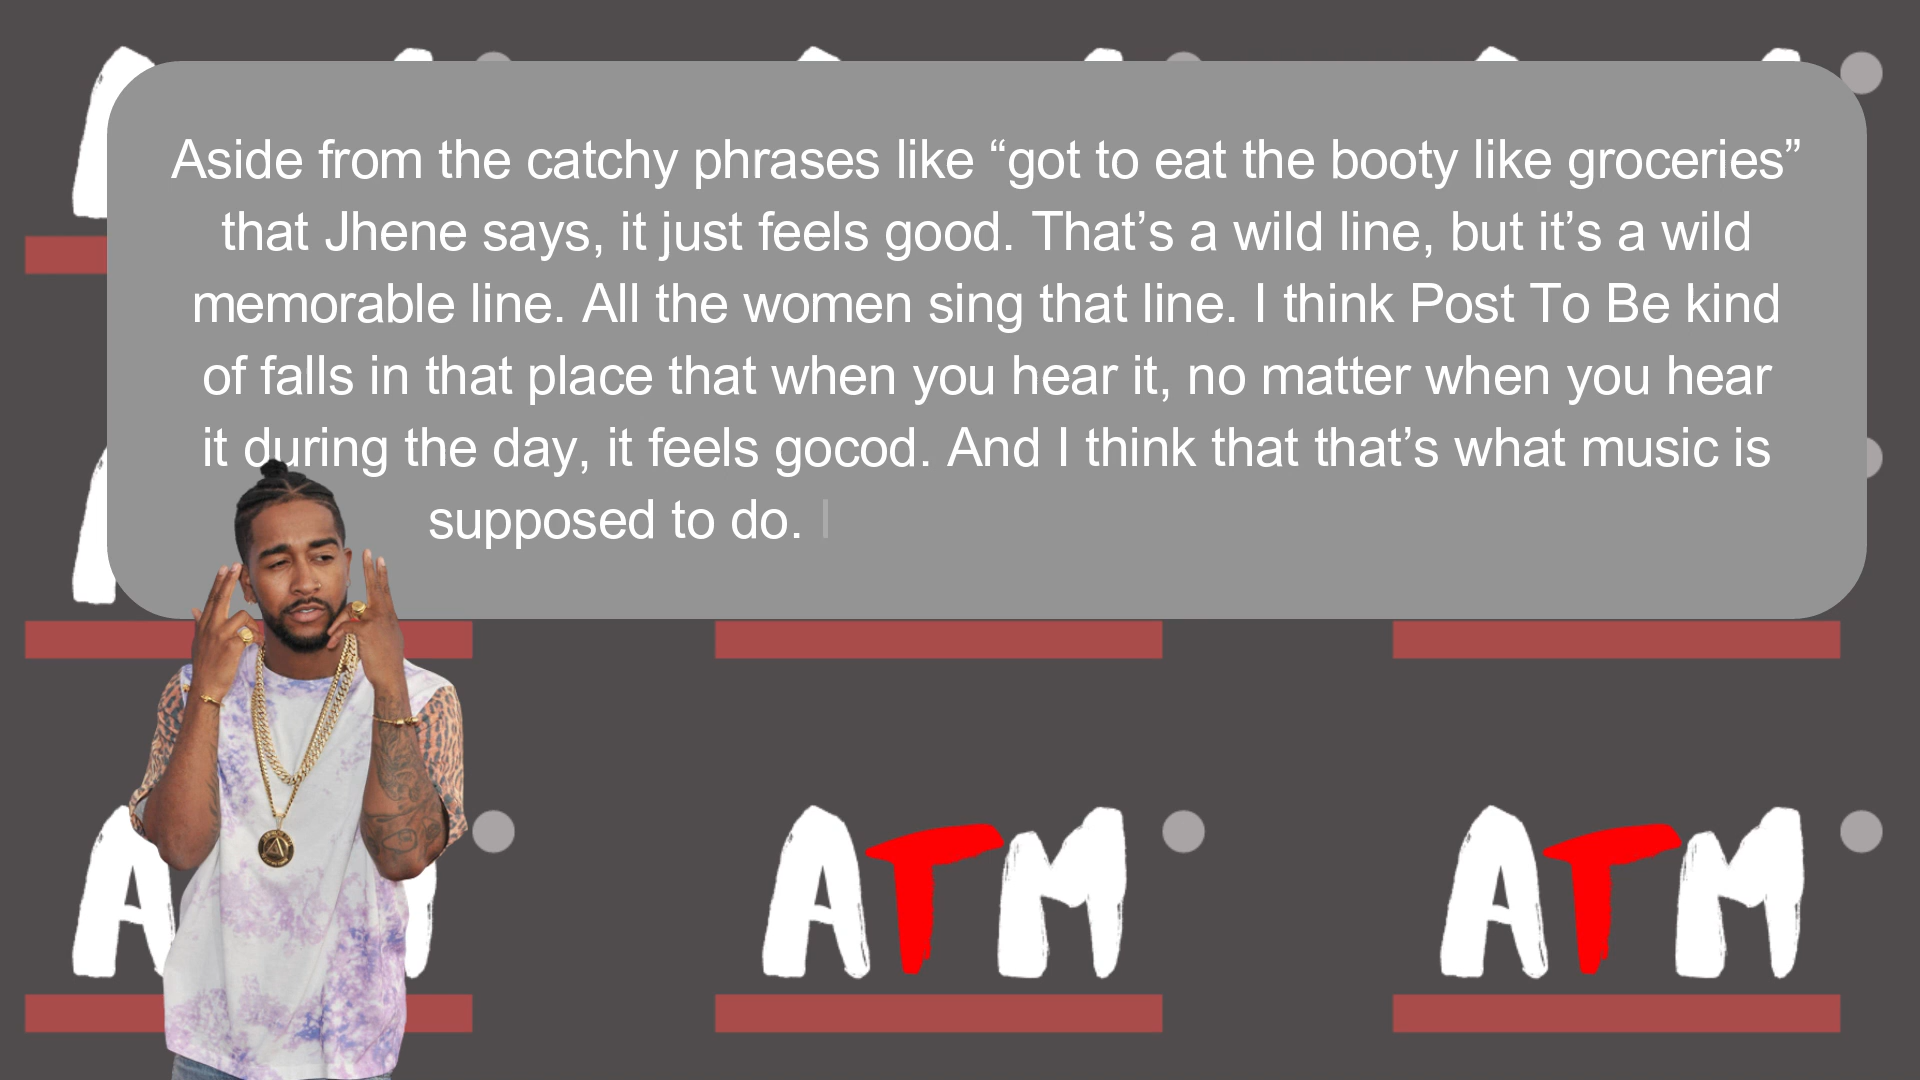 Aside from the catchy phrases like “got to eat the booty like groceries”
that Jhene says, it just feels good. That’s a wild line, but it’s a wild
memorable line. All the women sing that line. I think Post To Be kind
of falls in that place that when you hear it, no matter when you hear
it during the day, it feels gocod. And I think that that’s what music is
supposed to do. I
ATM
ATM